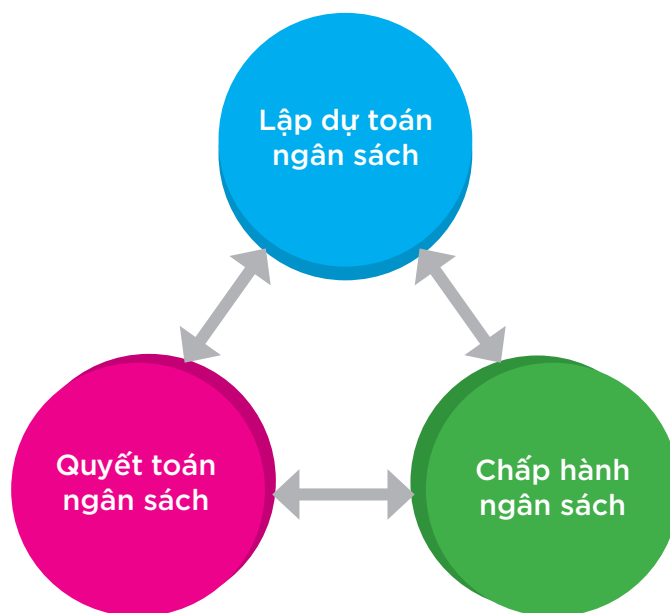 Lập dự toán
ngân sách
Quyết toán
ngân sách
Chấp hành
ngân sách